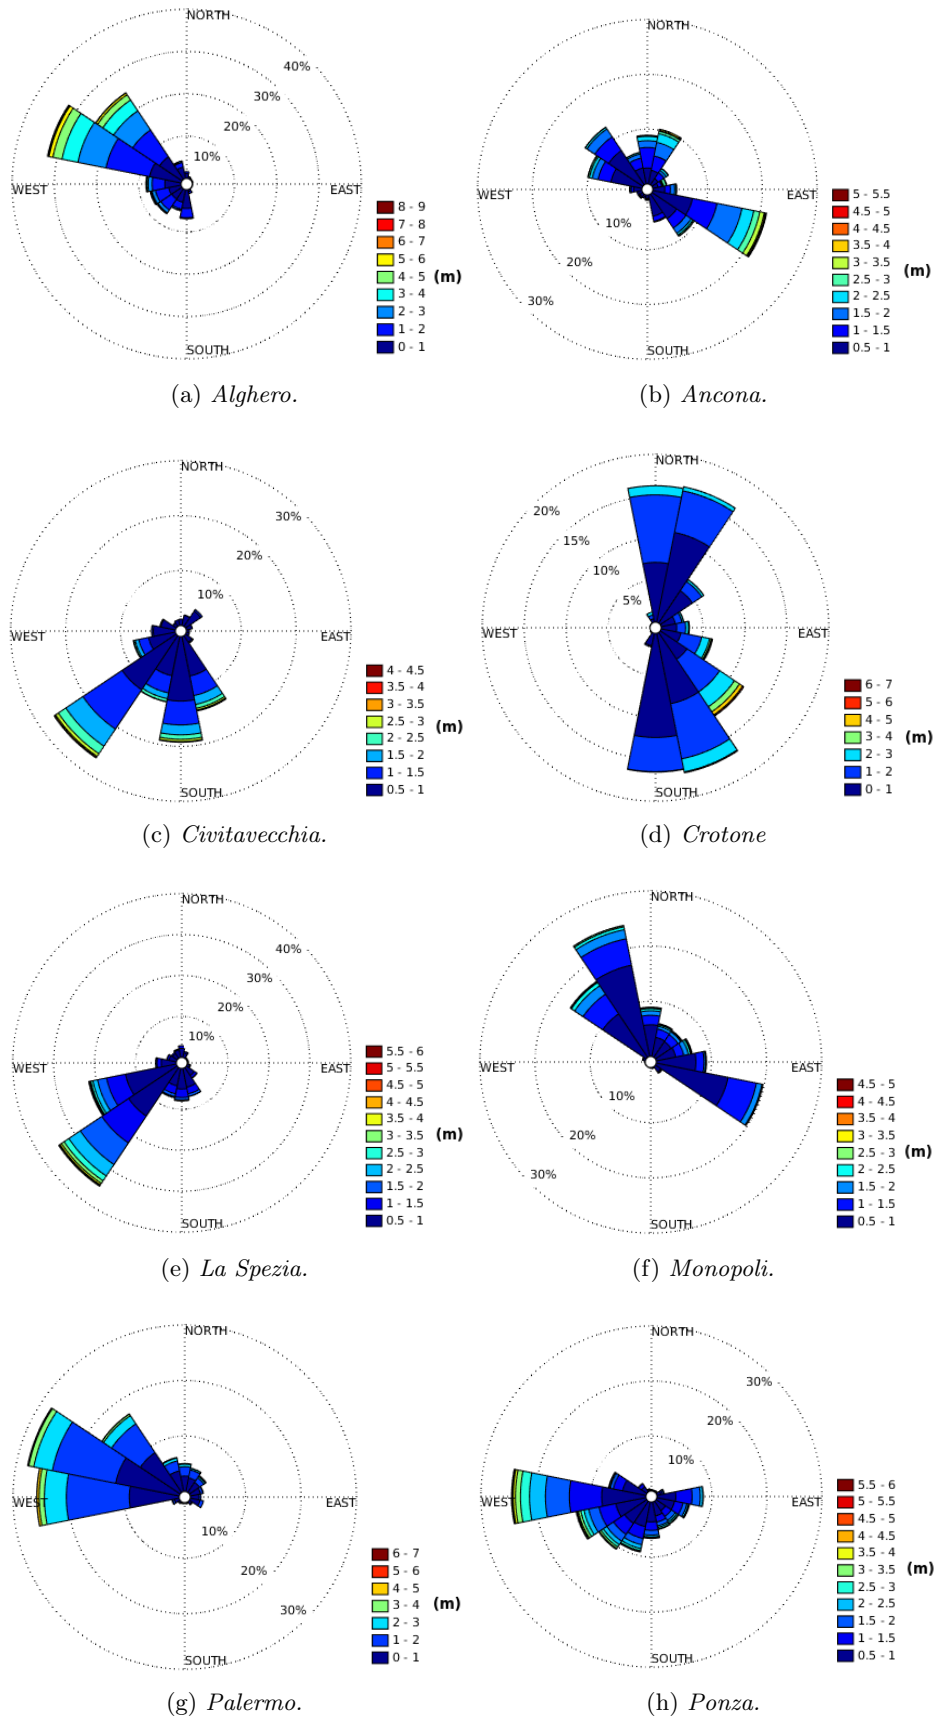 NORTH
40%
30%
20%
10%
WEST
EAST
SOUTH
8 - 9
7 - 8
6 - 7
5 - 6
4 - 5
3 - 4
2 - 3
1 - 2
0 - 1
(m)
(a) Alghero.
NORTH
WEST
EAST
10%
20%
30%
SOUTH
5 - 5.5
4.5 - 5
4 - 4.5
3.5 - 4
3 - 3.5
2.5 - 3
2 - 2.5
1.5 - 2
1 - 1.5
0.5 - 1
(m)
(b) Ancona.
NORTH
30%
20%
10%
WEST
EAST
SOUTH
4 - 4.5
3.5 - 4
3 - 3.5
2.5 - 3
2 - 2.5
1.5 - 2
1 - 1.5
0.5 - 1
(m)
(c) Civitavecchia.
NORTH
20%
15%
10%
5%
WEST
EAST
SOUTH
6 - 7
5 - 6
4 - 5
3 - 4
2 - 3
1 - 2
0 - 1
(m)
(d) Crotone
NORTH
40%
30%
20%
10%
WEST
EAST
SOUTH
5.5 - 6
5 - 5.5
4.5 - 5
4 - 4.5
3.5 - 4
3 - 3.5
2.5 - 3
2 - 2.5
1.5 - 2
1 - 1.5
0.5 - 1
(m)
(e) La Spezia.
NORTH
WEST
EAST
10%
20%
30%
SOUTH
4.5 - 5
4 - 4.5
3.5 - 4
3 - 3.5
2.5 - 3
2 - 2.5
1.5 - 2
1 - 1.5
0.5 - 1
(m)
(f) Monopoli.
NORTH
WEST
EAST
10%
20%
30%
SOUTH
6 - 7
5 - 6
4 - 5
3 - 4
2 - 3
1 - 2
0 - 1
(m)
(g) Palermo.
NORTH
30%
20%
10%
WEST
EAST
SOUTH
5.5 - 6
5 - 5.5
4.5 - 5
4 - 4.5
3.5 - 4
3 - 3.5
2.5 - 3
2 - 2.5
1.5 - 2
1 - 1.5
0.5 - 1
(m)
(h) Ponza.